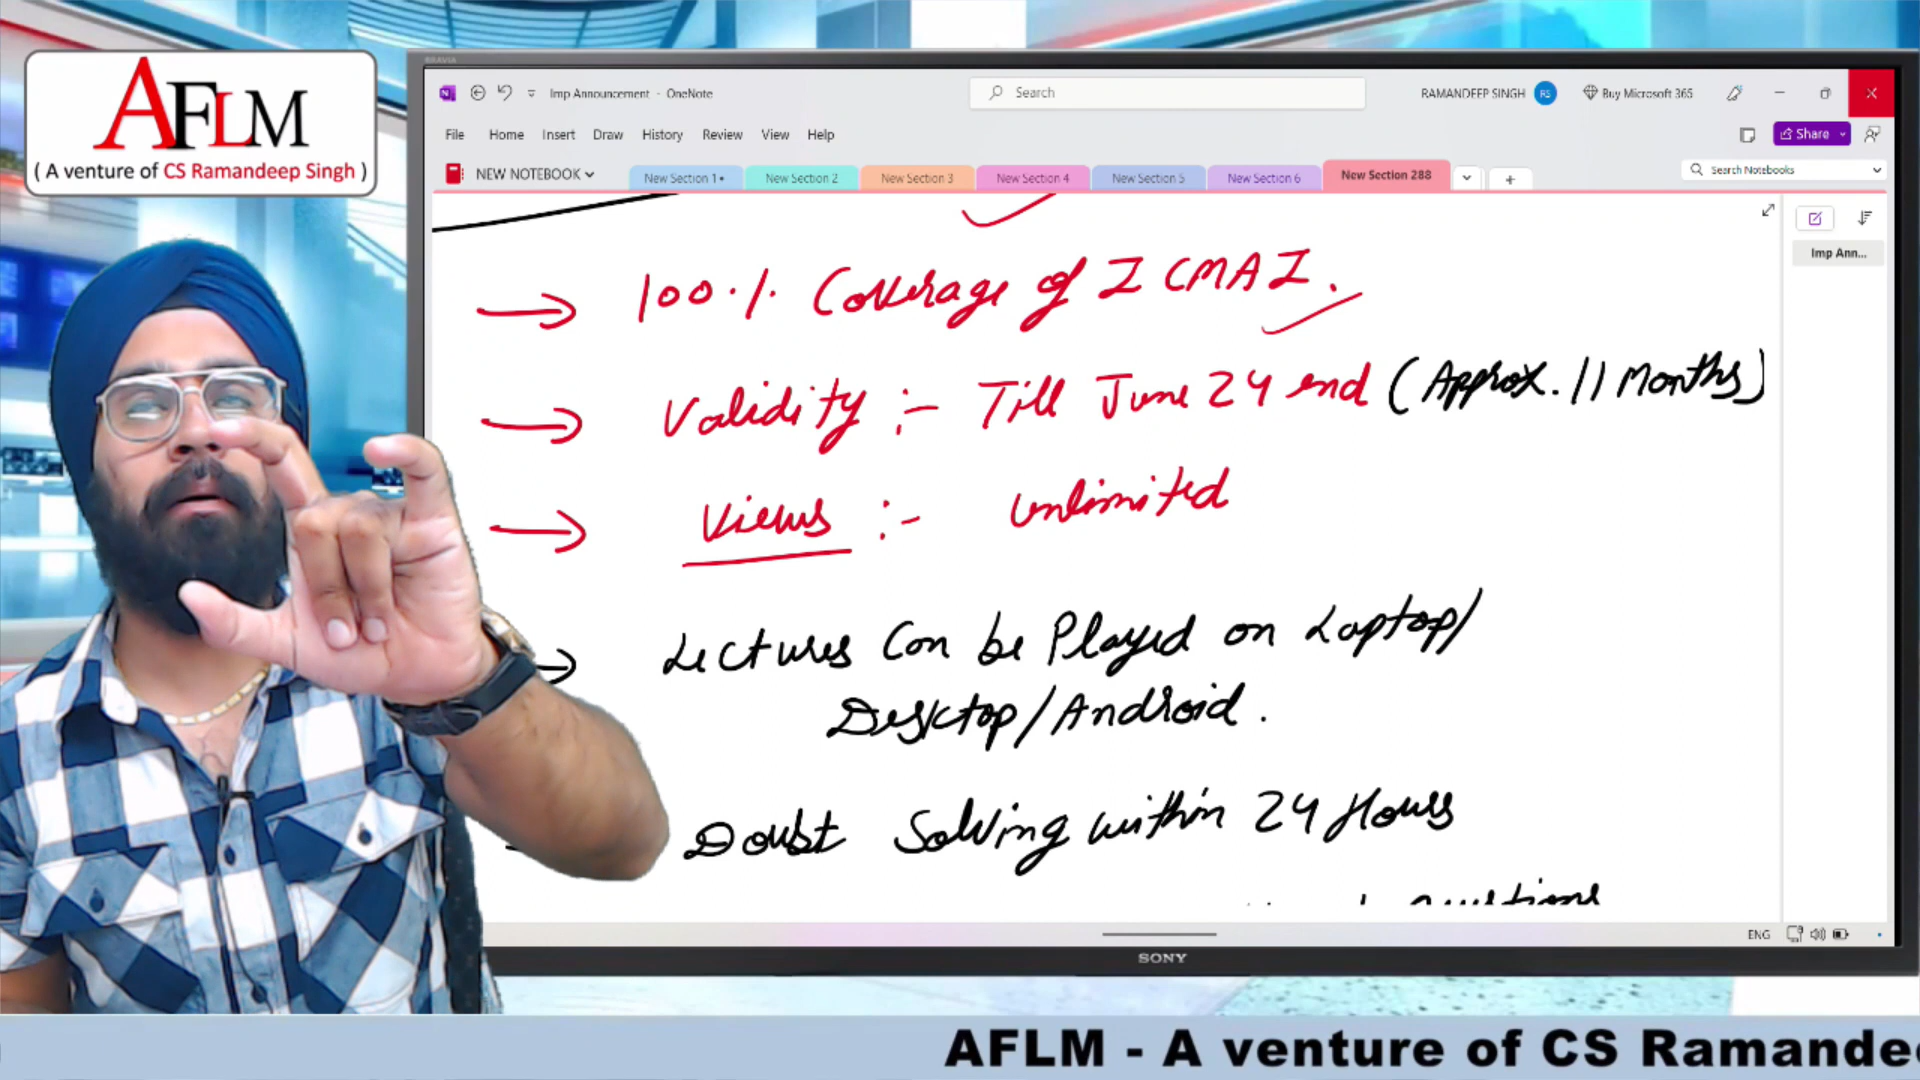 AFLM
( A venture of CS Ramandeep Singh )
BRAVIA
Imp Announcement - OneNote
Search
RAMANDEEP SINGH
RS
Buy Microsoft 365
File Home Insert Draw History Review View Help
Share
NEW NOTEBOOK
New Section 1
New Section 2
New Section 3
New Section 4
New Section 5
New Section 6
New Section 288
Search Notebooks
Imp Ann...
100% Coverage of ICMAI.
Validity :- Till June 24 end (Approx. 11 Months)
Views :- unlimited
Lectures Can be Played on Laptop/
Desktop/Android.
Doubt Solving within 24 Hours
Questions
ENG
SONY
AFLM - A venture of CS Ramandee